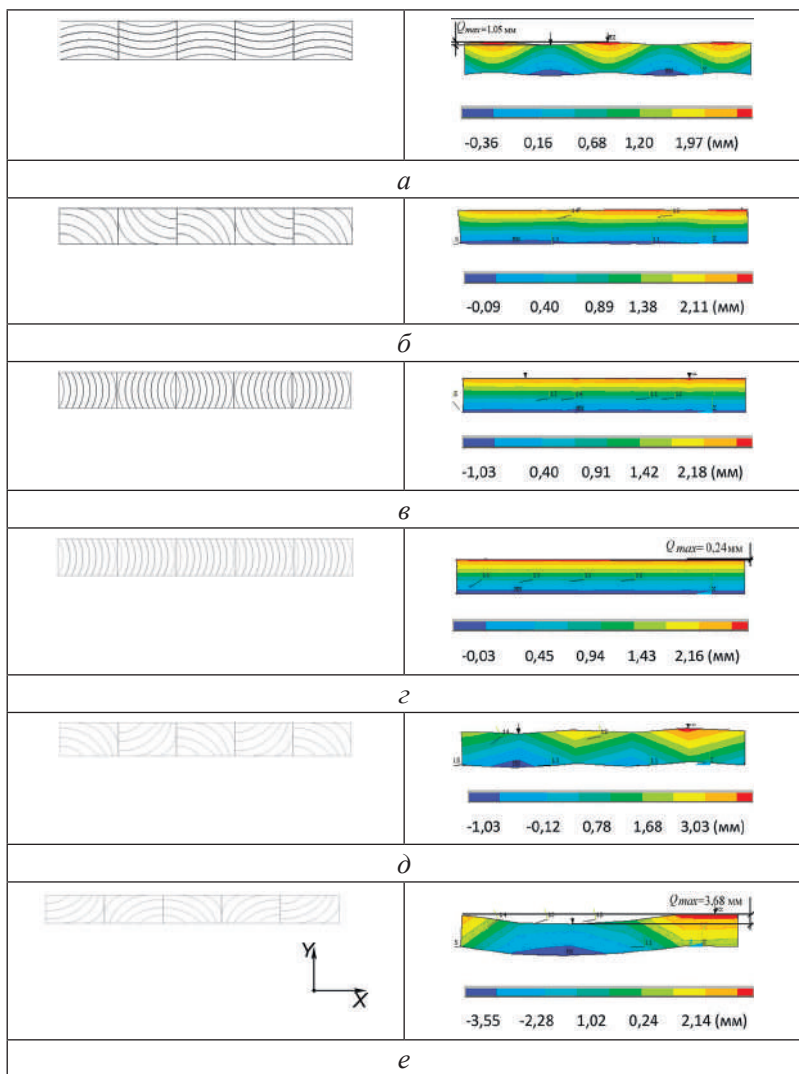 Qmax=1.05 мм
-0,36 0,16 0,68 1,20 1,97 (мм)
а
-0,09 0,40 0,89 1,38 2,11 (мм)
б
-1,03 0,40 0,91 1,42 2,18 (мм)
в
Qmax= 0,24мм
-0,03 0,45 0,94 1,43 2,16 (мм)
г
-1,03 -0,12 0,78 1,68 3,03 (мм)
д
Qmax=3.68 мм
Y
X
-3,55 -2,28 1,02 0,24 2,14 (мм)
е